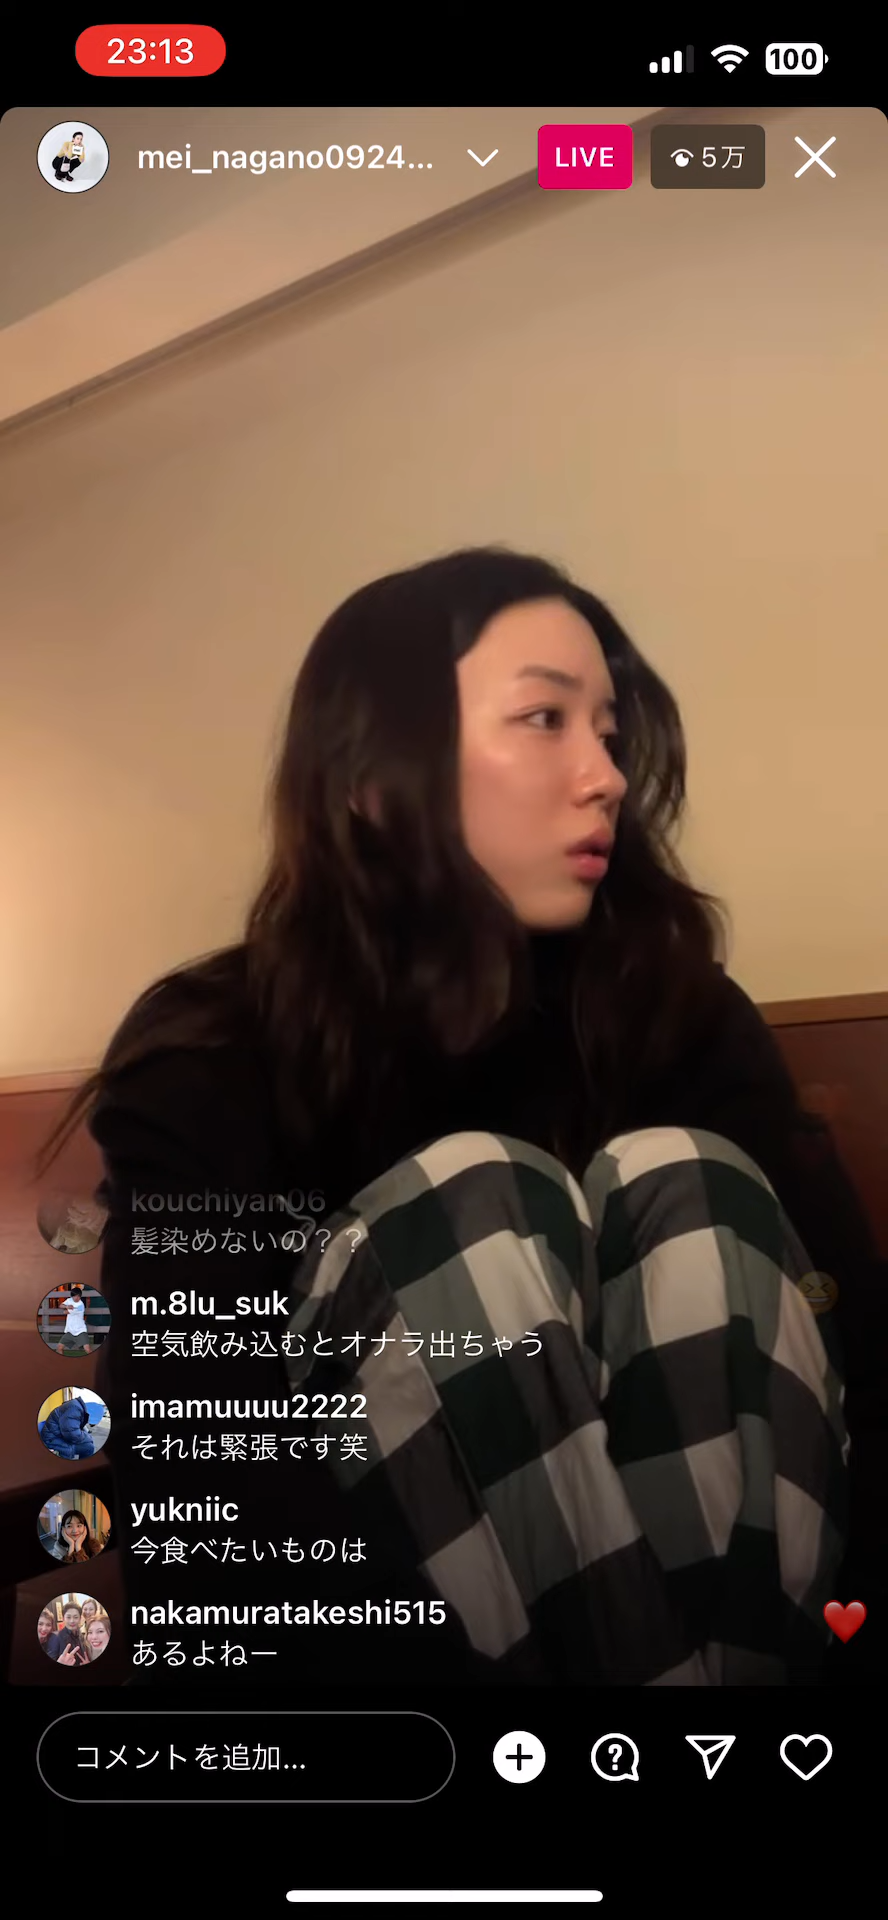 23:13
100
mei_nagano0924...
LIVE
5万
kouchiyan06
髪染めないの？？
m.8lu_suk
空気飲み込むとオナラ出ちゃう
imamuuuu2222
それは緊張です笑
yukniic
今食べたいものは
nakamuratakeshi515
あるよねー
コメントを追加...